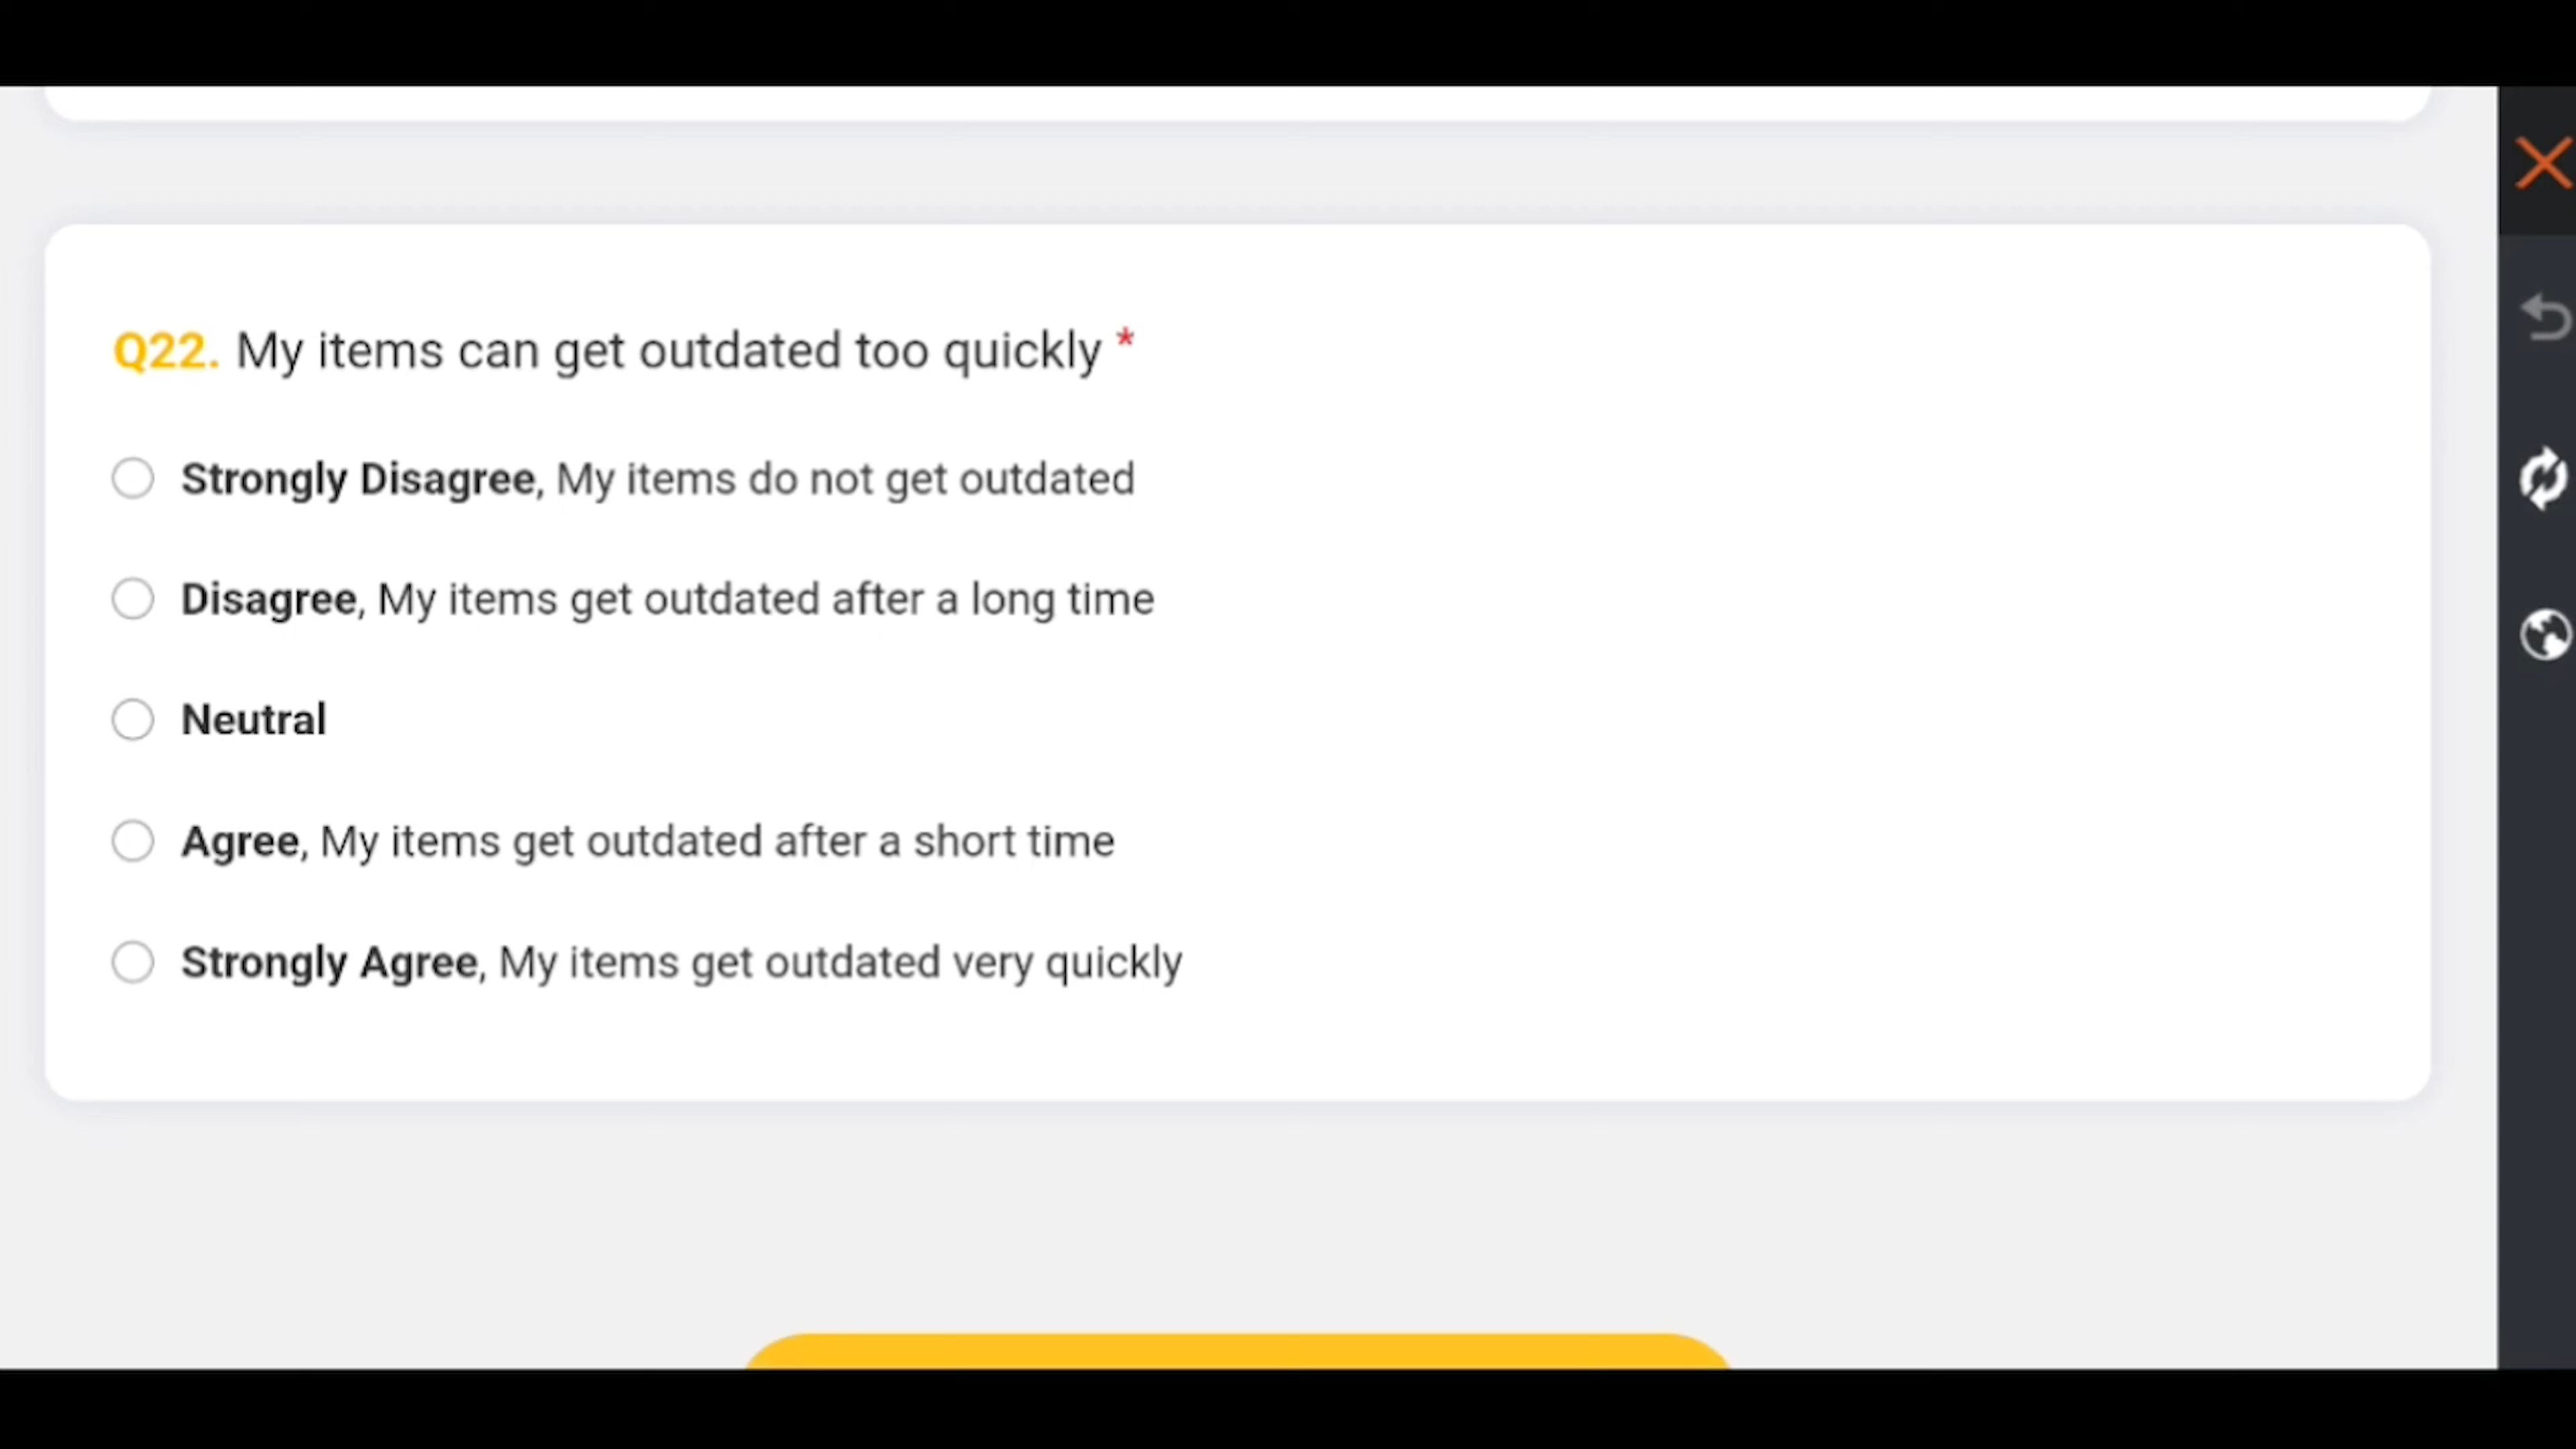 Q22. My items can get outdated too quickly *
Strongly Disagree, My items do not get outdated
Disagree, My items get outdated after a long time
Neutral
Agree, My items get outdated after a short time
Strongly Agree, My items get outdated very quickly